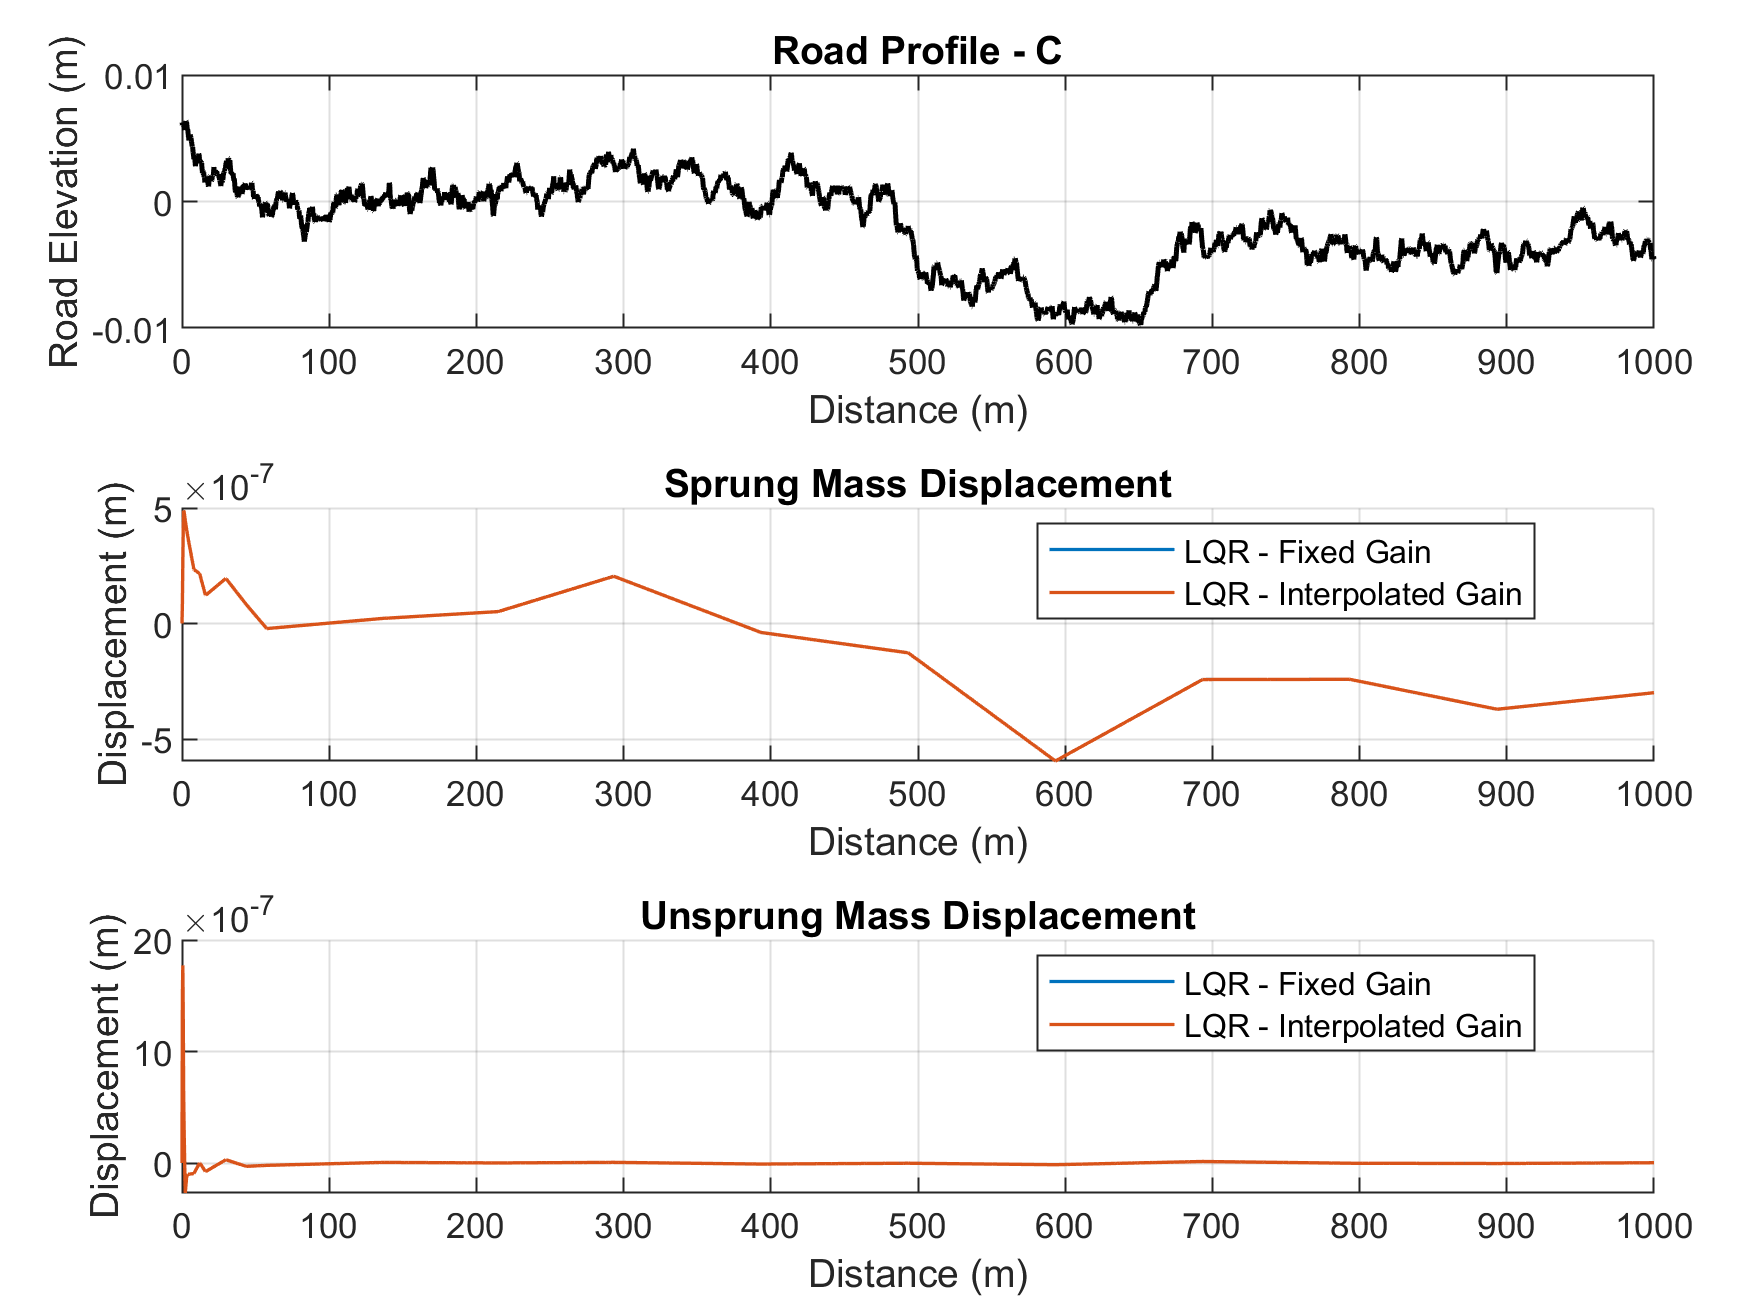 Road Profile - C
Road Elevation (m)
0.01
0
-0.01
0 100 200 300 400 500 600 700 800 900 1000
Distance (m)
Sprung Mass Displacement
×10-7
Displacement (m)
5
0
-5
LQR - Fixed Gain
LQR - Interpolated Gain
0 100 200 300 400 500 600 700 800 900 1000
Distance (m)
Unsprung Mass Displacement
×10-7
Displacement (m)
20
10
0
LQR - Fixed Gain
LQR - Interpolated Gain
0 100 200 300 400 500 600 700 800 900 1000
Distance (m)